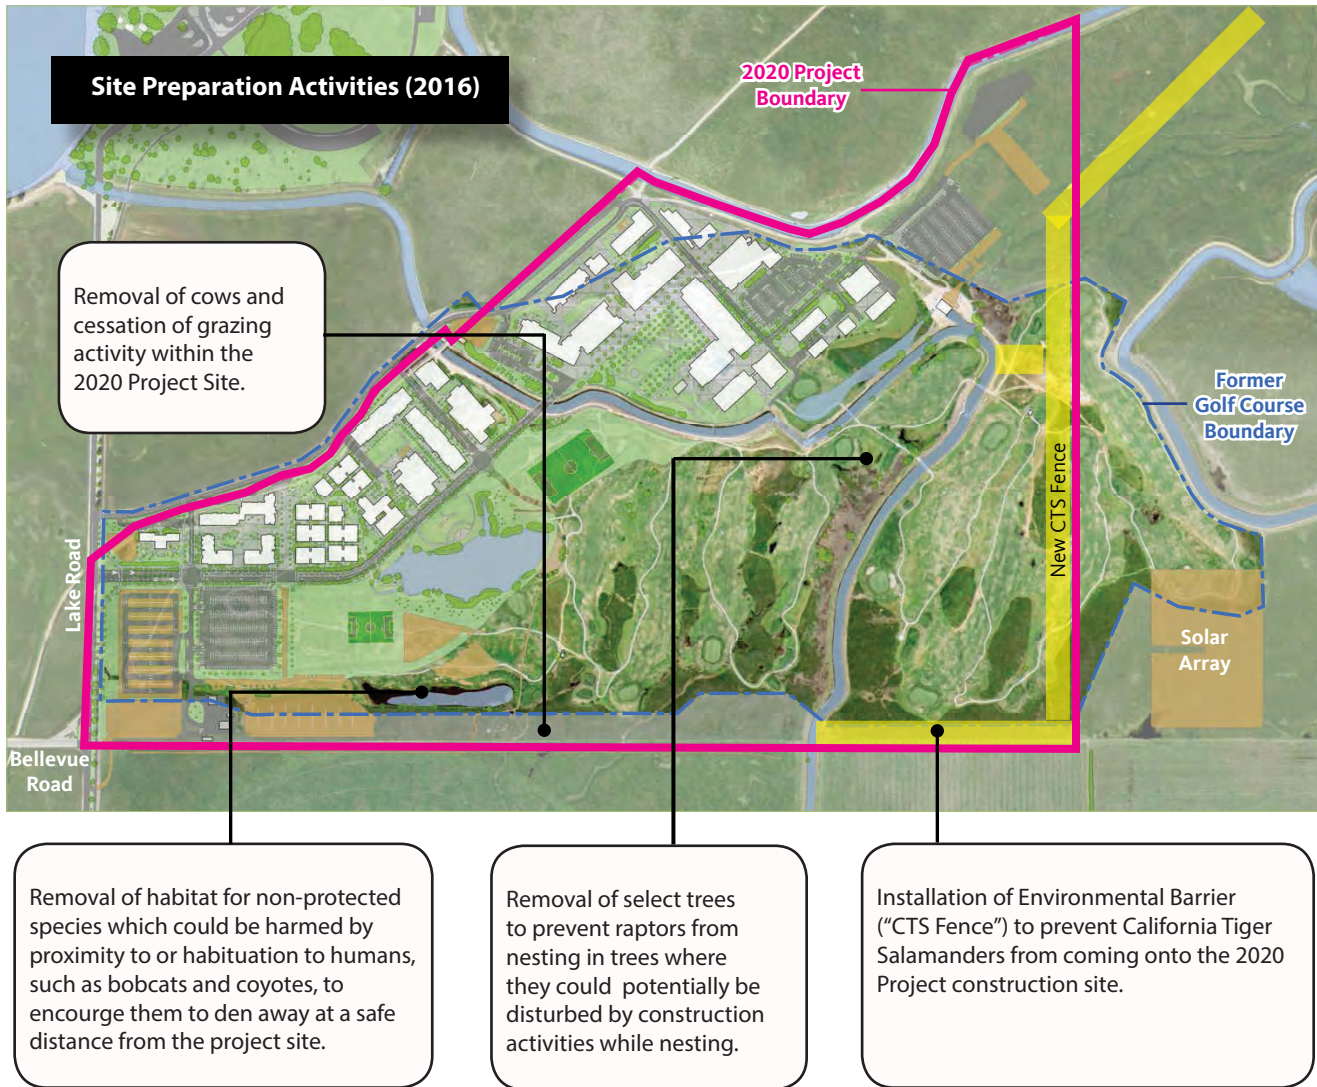 Site Preparation Activities (2016)
2020 Project
Boundary
Removal of cows and
cessation of grazing
activity within the
2020 Project Site.
Former
Golf Course
Boundary
New CTS Fence
Lake Road
Solar
Array
Bellevue
Road
Removal of habitat for non-protected
species which could be harmed by
proximity to or habituation to humans,
such as bobcats and coyotes, to
encourge them to den away at a safe
distance from the project site.
Removal of select trees
to prevent raptors from
nesting in trees where
they could potentially be
disturbed by construction
activities while nesting.
Installation of Environmental Barrier
(“CTS Fence”) to prevent California Tiger
Salamanders from coming onto the 2020
Project construction site.